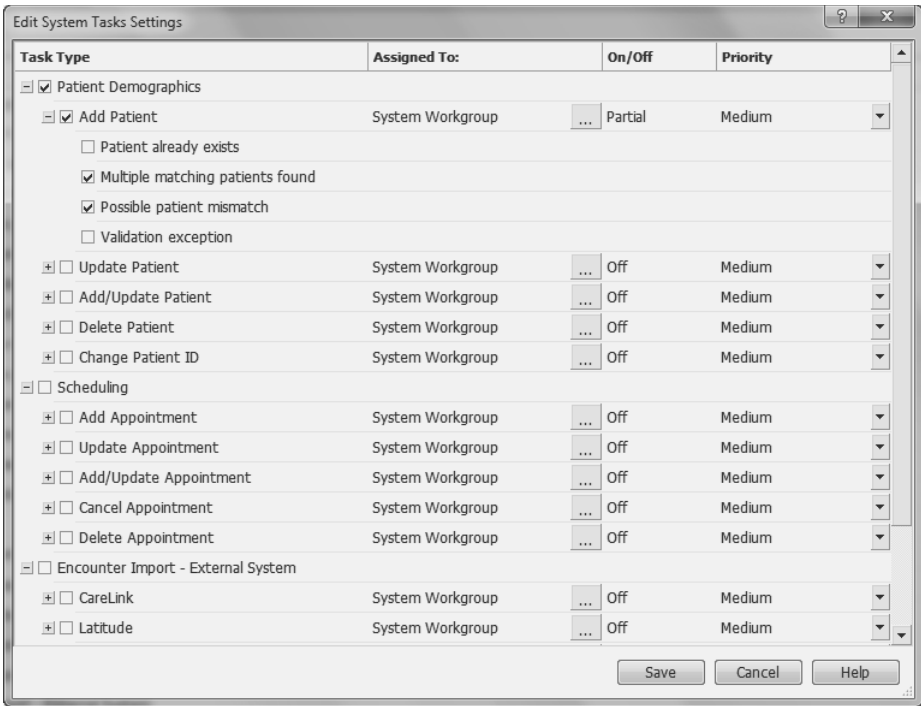 Edit System Tasks Settings
Task Type Assigned To: On/Off Priority
Patient Demographics
Add Patient System Workgroup ... Partial Medium
Patient already exists
Multiple matching patients found
Possible patient mismatch
Validation exception
Update Patient System Workgroup ... Off Medium
Add/Update Patient System Workgroup ... Off Medium
Delete Patient System Workgroup ... Off Medium
Change Patient ID System Workgroup ... Off Medium
Scheduling
Add Appointment System Workgroup ... Off Medium
Update Appointment System Workgroup ... Off Medium
Add/Update Appointment System Workgroup ... Off Medium
Cancel Appointment System Workgroup ... Off Medium
Delete Appointment System Workgroup ... Off Medium
Encounter Import - External System
CareLink System Workgroup ... Off Medium
Latitude System Workgroup ... Off Medium
Save Cancel Help